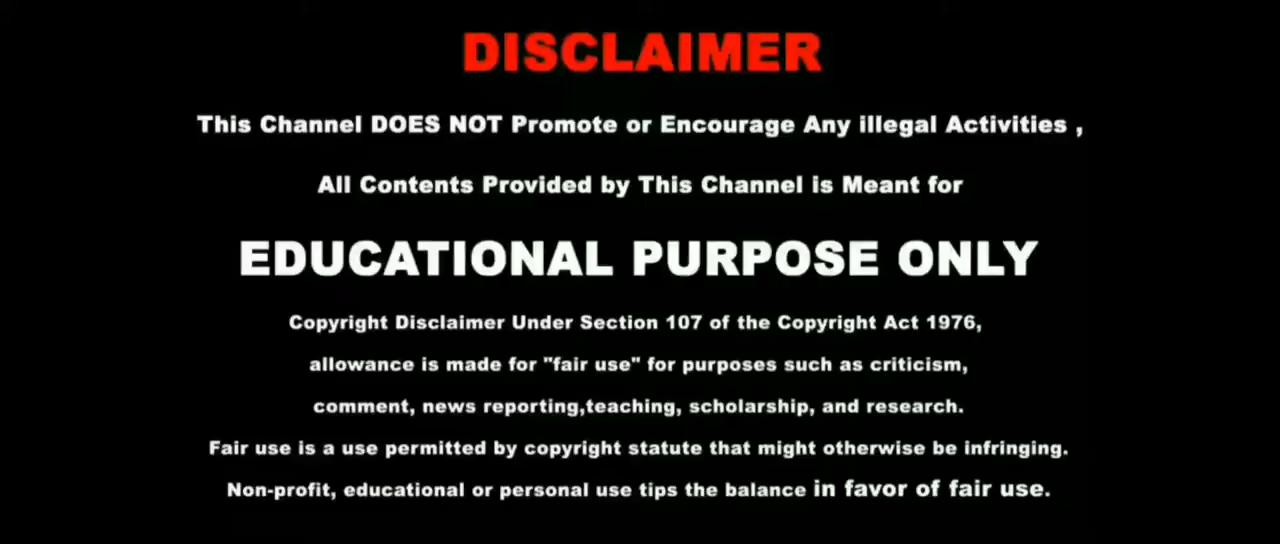 DISCLAIMER
This Channel DOES NOT Promote or Encourage Any illegal Activities ,
All Contents Provided by This Channel is Meant for
EDUCATIONAL PURPOSE ONLY
Copyright Disclaimer Under Section 107 of the Copyright Act 1976,
allowance is made for "fair use" for purposes such as criticism,
comment, news reporting,teaching, scholarship, and research.
Fair use is a use permitted by copyright statute that might otherwise be infringing.
Non-profit, educational or personal use tips the balance in favor of fair use.